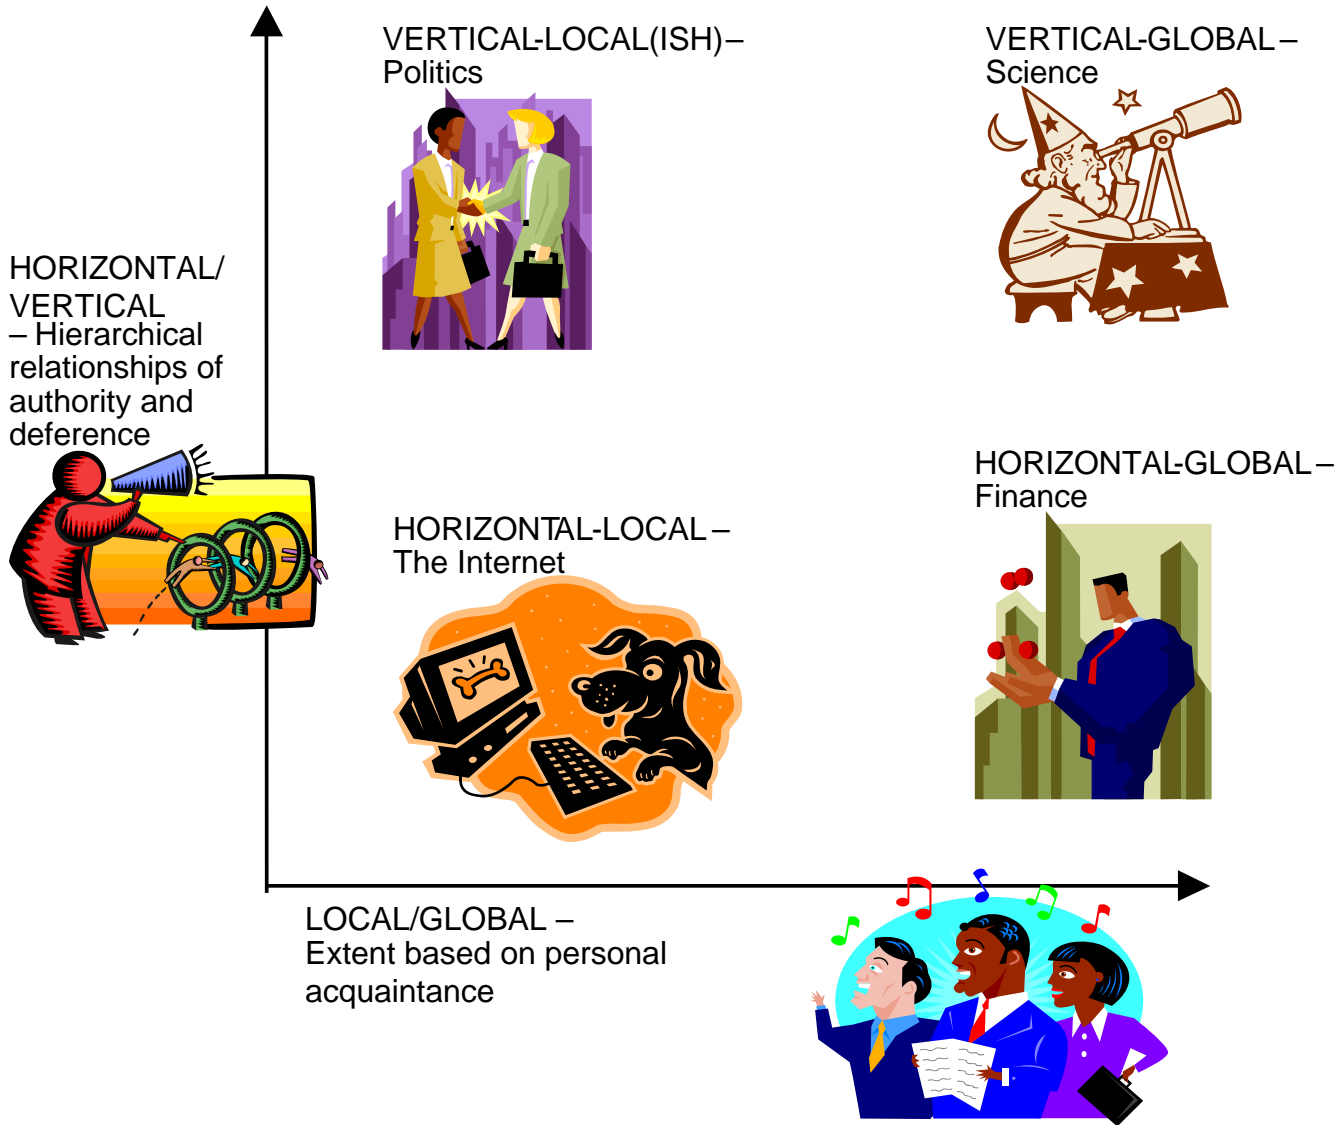 VERTICAL-LOCAL(ISH) –
Politics
VERTICAL-GLOBAL –
Science
HORIZONTAL/
VERTICAL
– Hierarchical
relationships of
authority and
deference
HORIZONTAL-LOCAL –
The Internet
HORIZONTAL-GLOBAL –
Finance
LOCAL/GLOBAL –
Extent based on personal
acquaintance